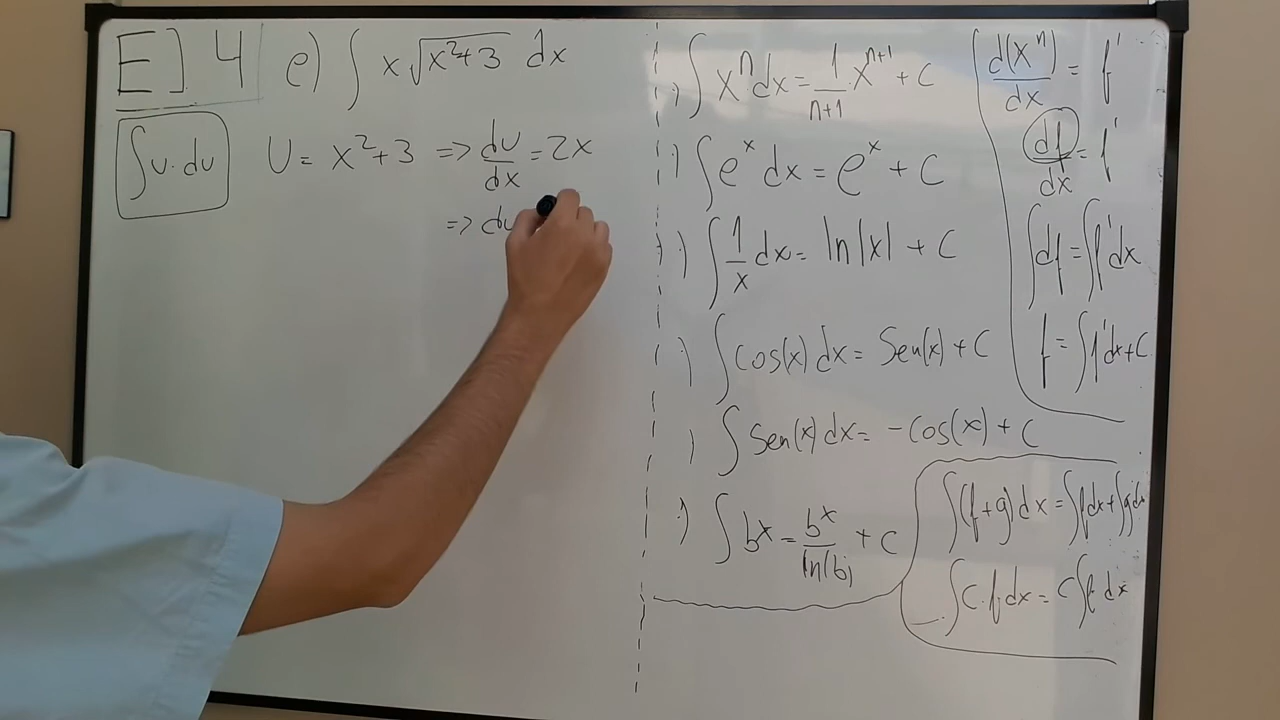 E] 4 e) ∫ x√(x²+3) dx
∫u·du U = x²+3 => du/dx = 2x
=> du
·) ∫xⁿdx = 1/(n+1) xⁿ⁺¹ + C
·) ∫eˣ dx = eˣ + C
·) ∫1/x dx = ln|x| + C
·) ∫Cos(x) dx = Sen(x) + C
) ∫Sen(x) dx = -Cos(x) + C
·) ∫bˣ = bˣ/ln(b) + C
d(xⁿ)/dx = f'
df/dx = f'
∫df = ∫f'dx
f = ∫f'dx + C
∫(f+g)dx = ∫fdx + ∫gdx
∫C·fdx = C∫f dx